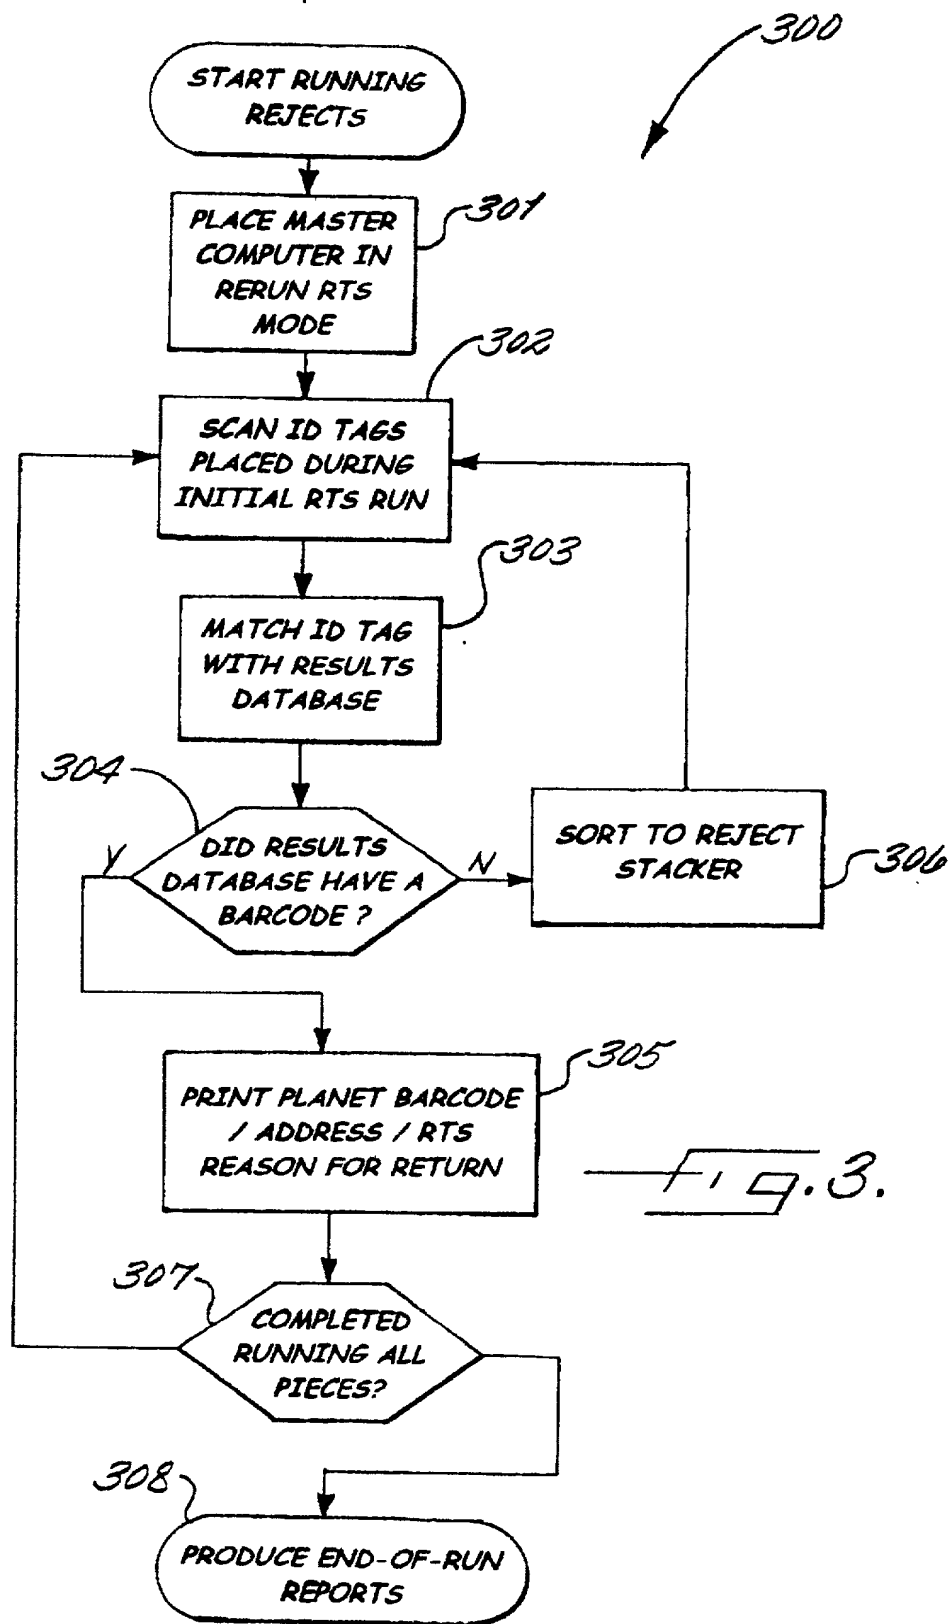 300
START RUNNING
REJECTS
301
PLACE MASTER
COMPUTER IN
RERUN RTS
MODE
302
SCAN ID TAGS
PLACED DURING
INITIAL RTS RUN
303
MATCH ID TAG
WITH RESULTS
DATABASE
304
DID RESULTS
DATABASE HAVE A
BARCODE ?
Y
N
SORT TO REJECT
STACKER
306
305
PRINT PLANET BARCODE
/ ADDRESS / RTS
REASON FOR RETURN
Fig. 3.
307
COMPLETED
RUNNING ALL
PIECES?
308
PRODUCE END-OF-RUN
REPORTS